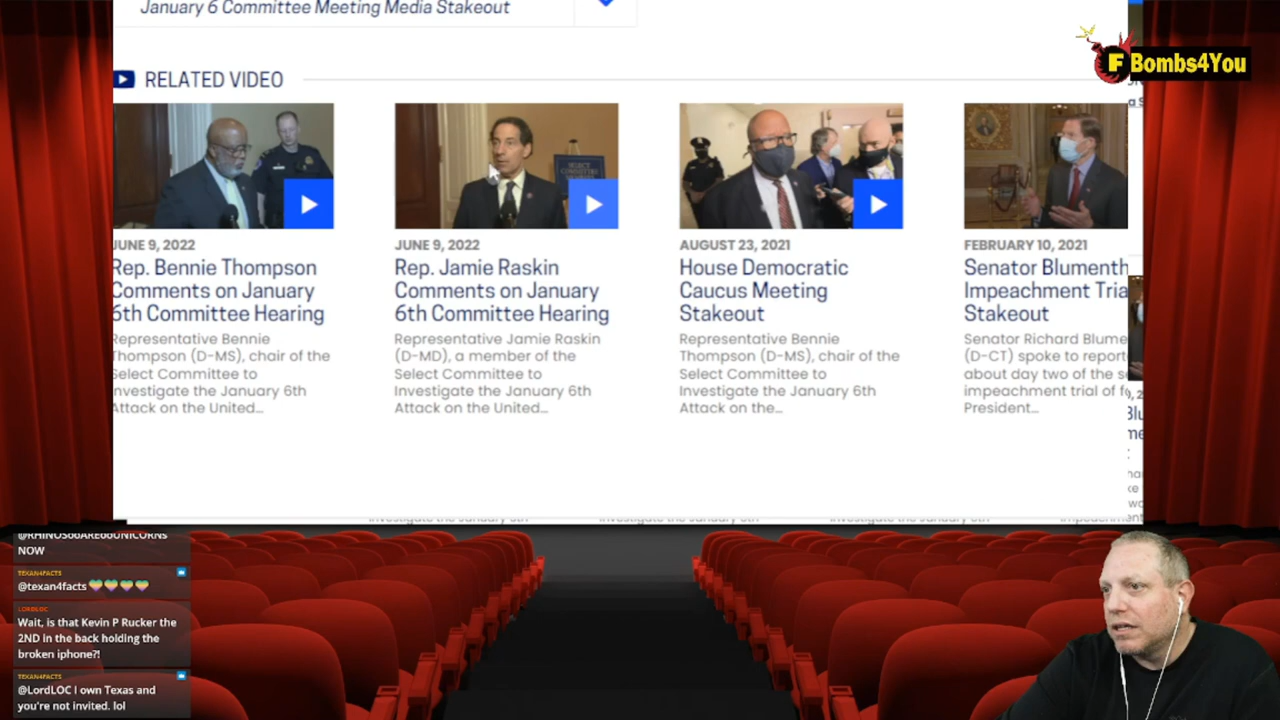 January 6 Committee Meeting Media Stakeout
F Bombs4You
RELATED VIDEO
JUNE 9, 2022
Rep. Bennie Thompson
Comments on January
6th Committee Hearing
Representative Bennie
Thompson (D-MS), chair of the
Select Committee to
Investigate the January 6th
Attack on the United...
JUNE 9, 2022
Rep. Jamie Raskin
Comments on January
6th Committee Hearing
Representative Jamie Raskin
(D-MD), a member of the
Select Committee to
Investigate the January 6th
Attack on the United...
AUGUST 23, 2021
House Democratic
Caucus Meeting
Stakeout
Representative Bennie
Thompson (D-MS), chair of the
Select Committee to
Investigate the January 6th
Attack on the...
FEBRUARY 10, 2021
Senator Blumenth
Impeachment Tria
Stakeout
Senator Richard Blume
(D-CT) spoke to report
about day two of the se
impeachment trial of f
President...
@RHINOS60ARE60UNICORNs
NOW
TEXAN4FACTS
@texan4facts
LORDLOC
Wait, is that Kevin P Rucker the
2ND in the back holding the
broken iphone?!
TEXAN4FACTS
@LordLOC I own Texas and
you're not invited. lol